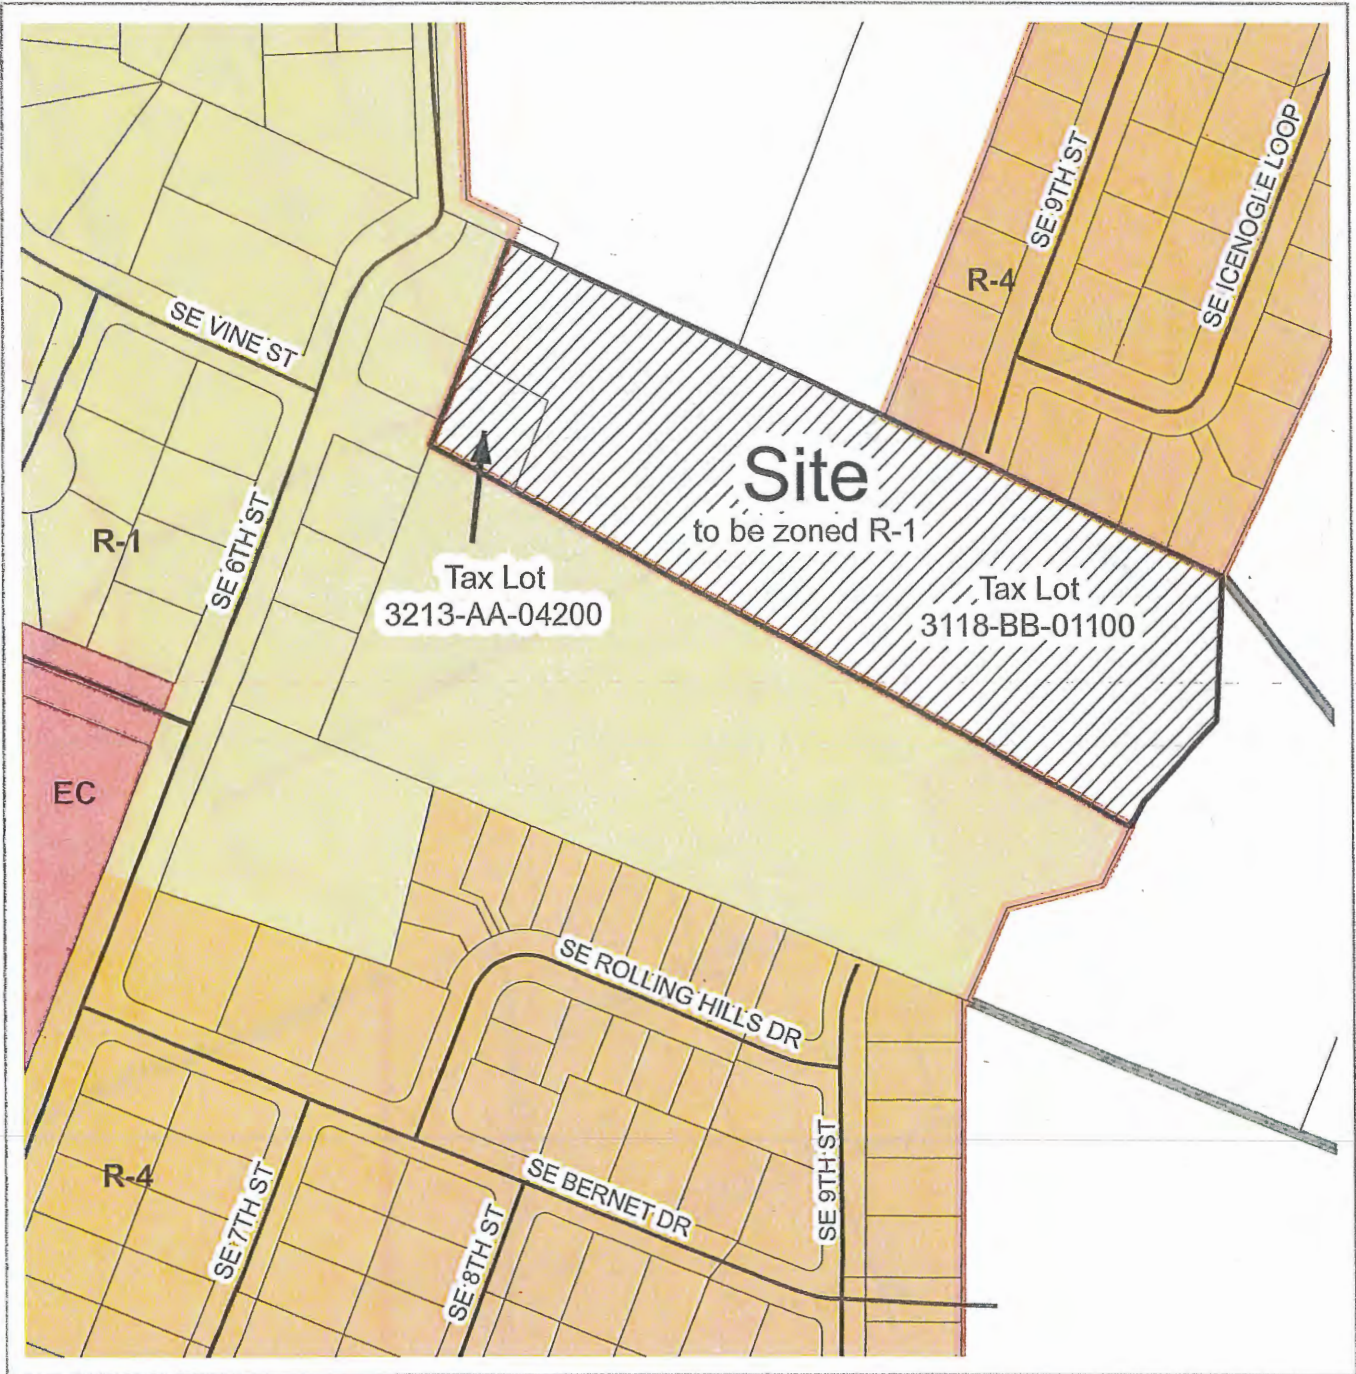 SE 9TH ST
SE ICENOGLE LOOP
R-4
SE VINE ST
Site
to be zoned R-1
R-1
SE 6TH ST
Tax Lot
3213-AA-04200
Tax Lot
3118-BB-01100
EC
SE ROLLING HILLS DR
R-4
SE 7TH ST
SE 8TH ST
SE BERNET DR
SE 9TH ST